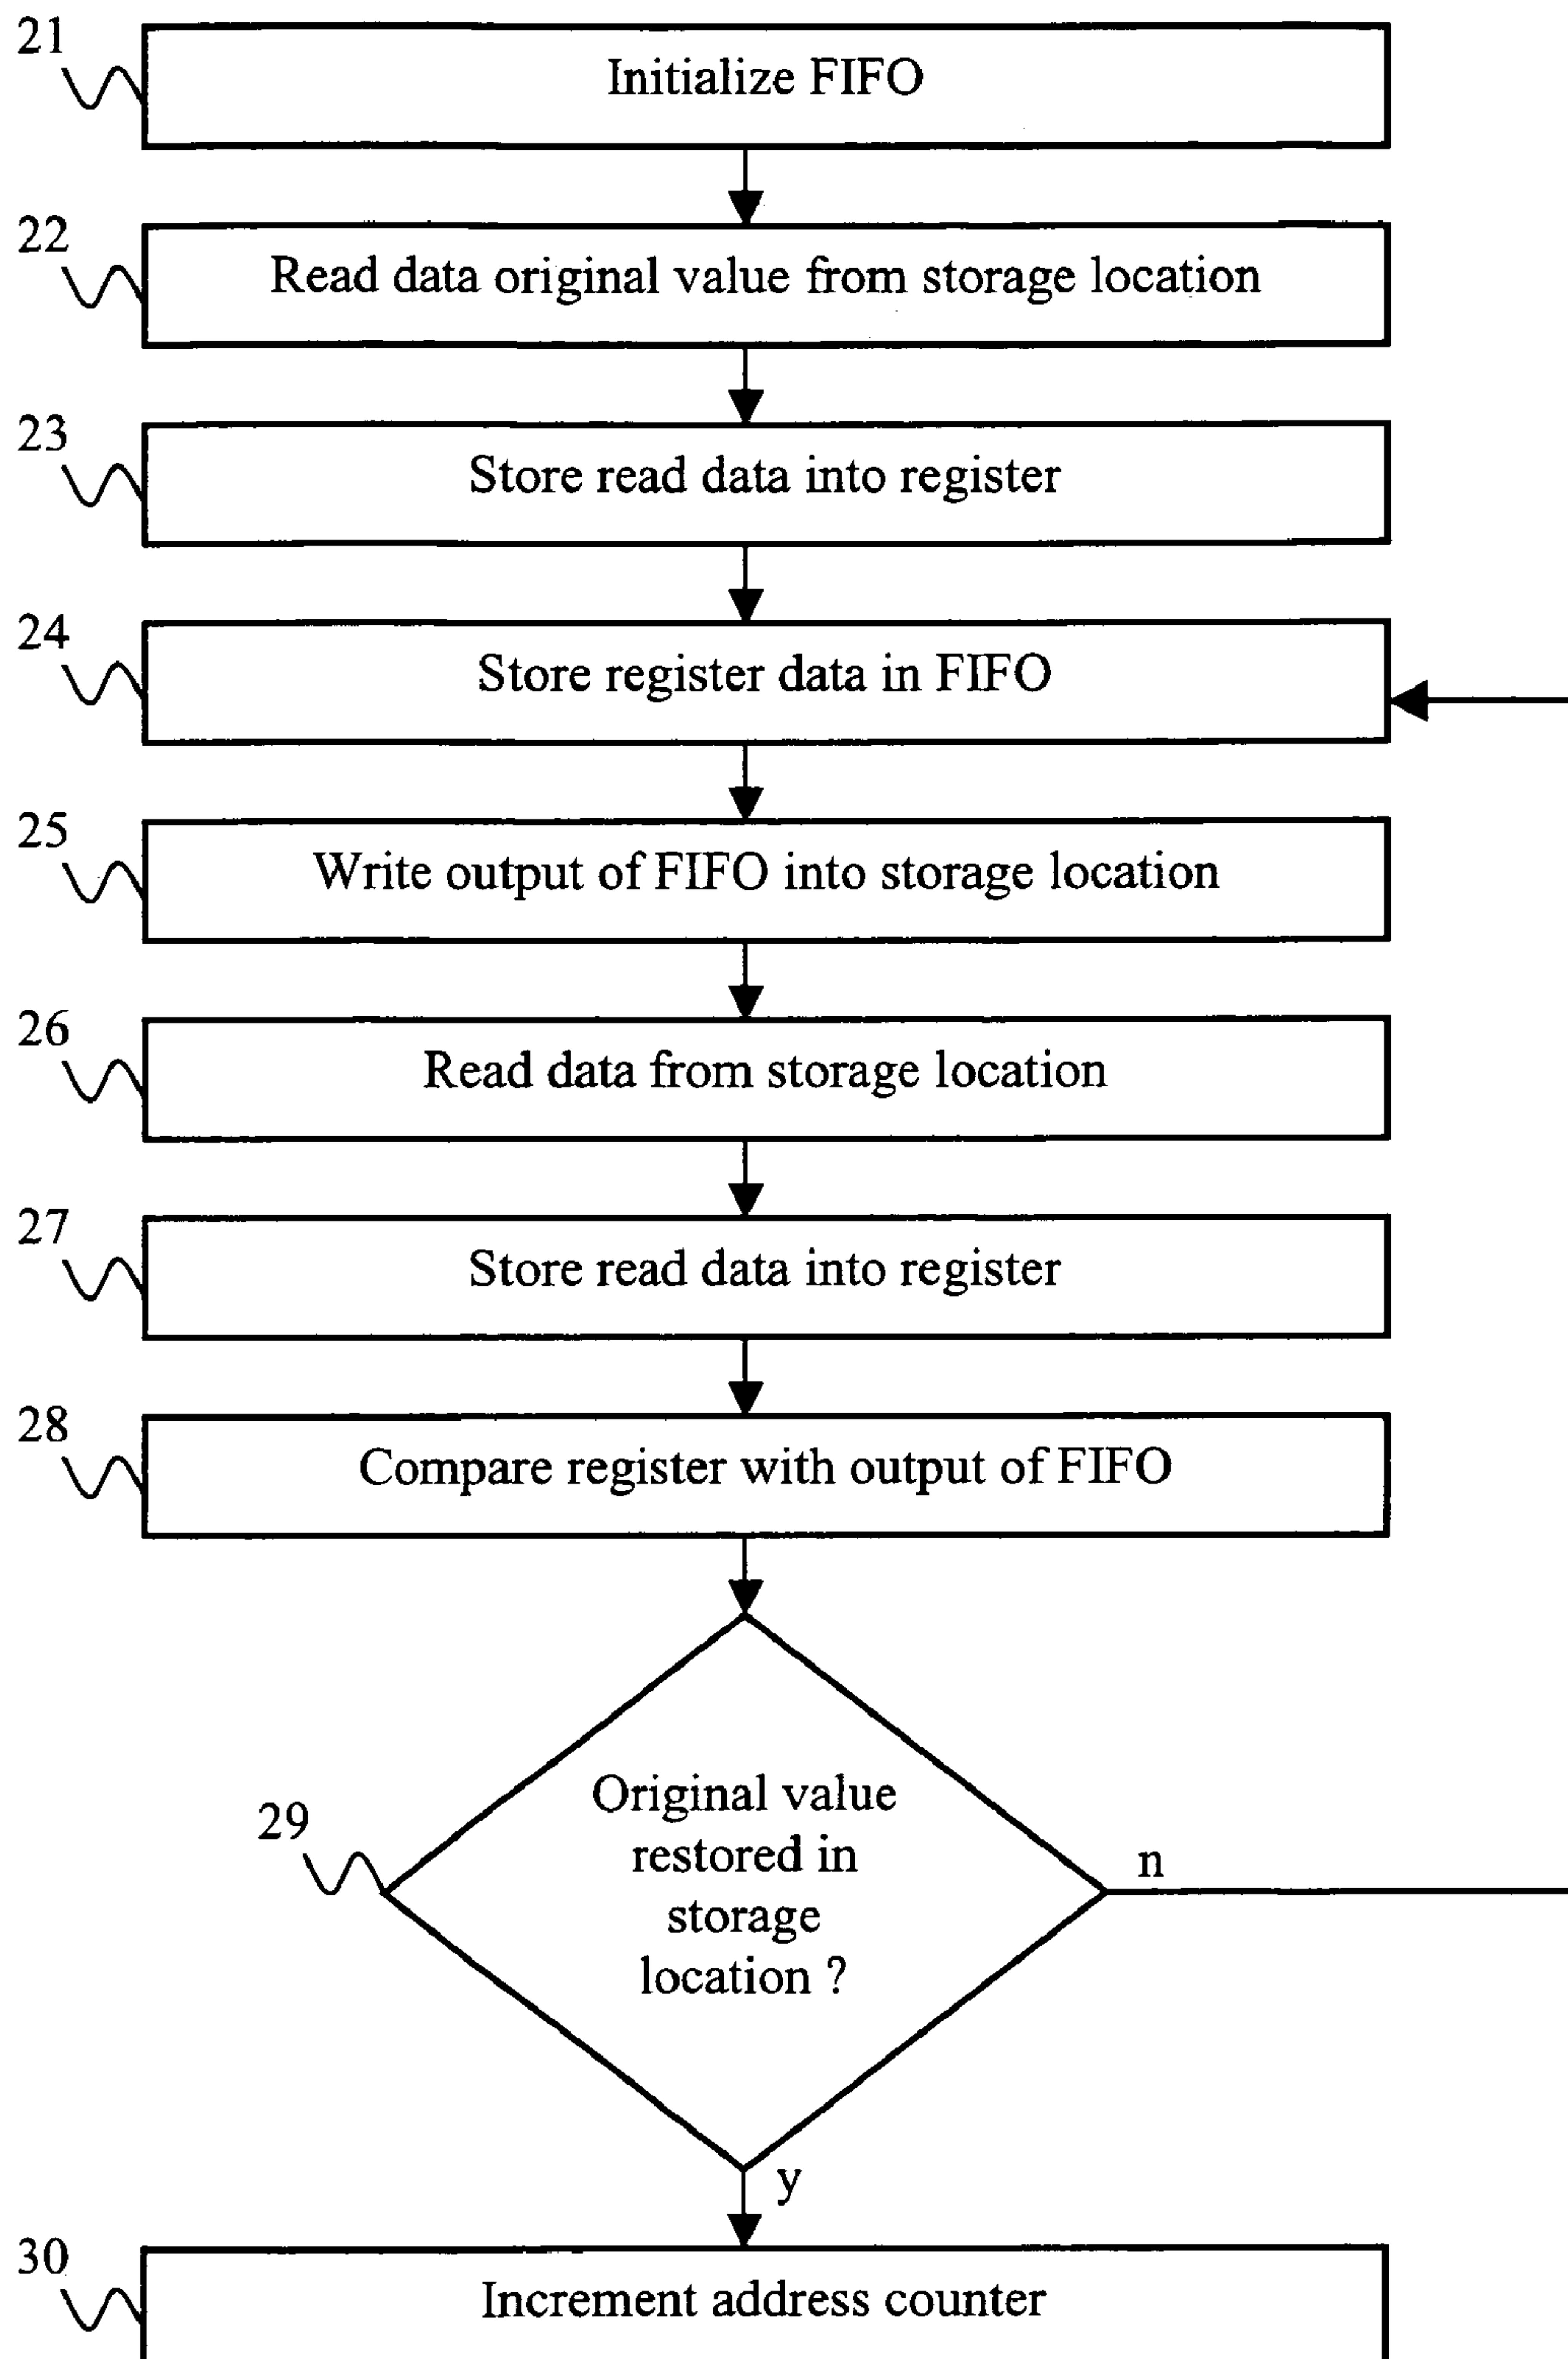 21
Initialize FIFO
22
Read data original value from storage location
23
Store read data into register
24
Store register data in FIFO
25
Write output of FIFO into storage location
26
Read data from storage location
27
Store read data into register
28
Compare register with output of FIFO
29
Original value
restored in
storage
location ?
n
y
30
Increment address counter